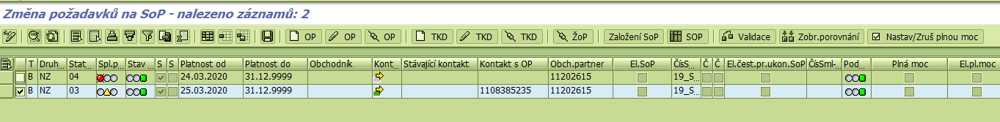 Změna požadavků na SoP - nalezeno záznamů: 2
OP OP OP TKD TKD TKD ŽoP Založení SoP SOP Validace Zobr.porovnání Nastav/Zruš plnou moc
T Druh... Stat... Spl.p... Stav... S S Platnost od Platnost do Obchodník Kont... Stávající kontakt Kontakt s OP Obch.partner El.SoP ČísS... Č Č El.čest.pr.ukon.SoP ČísSml-... Pod... Plná moc El.pl.moc
B NZ 04 24.03.2020 31.12.9999 11202615 19_S...
B NZ 03 25.03.2020 31.12.9999 1108385235 11202615 19_S...